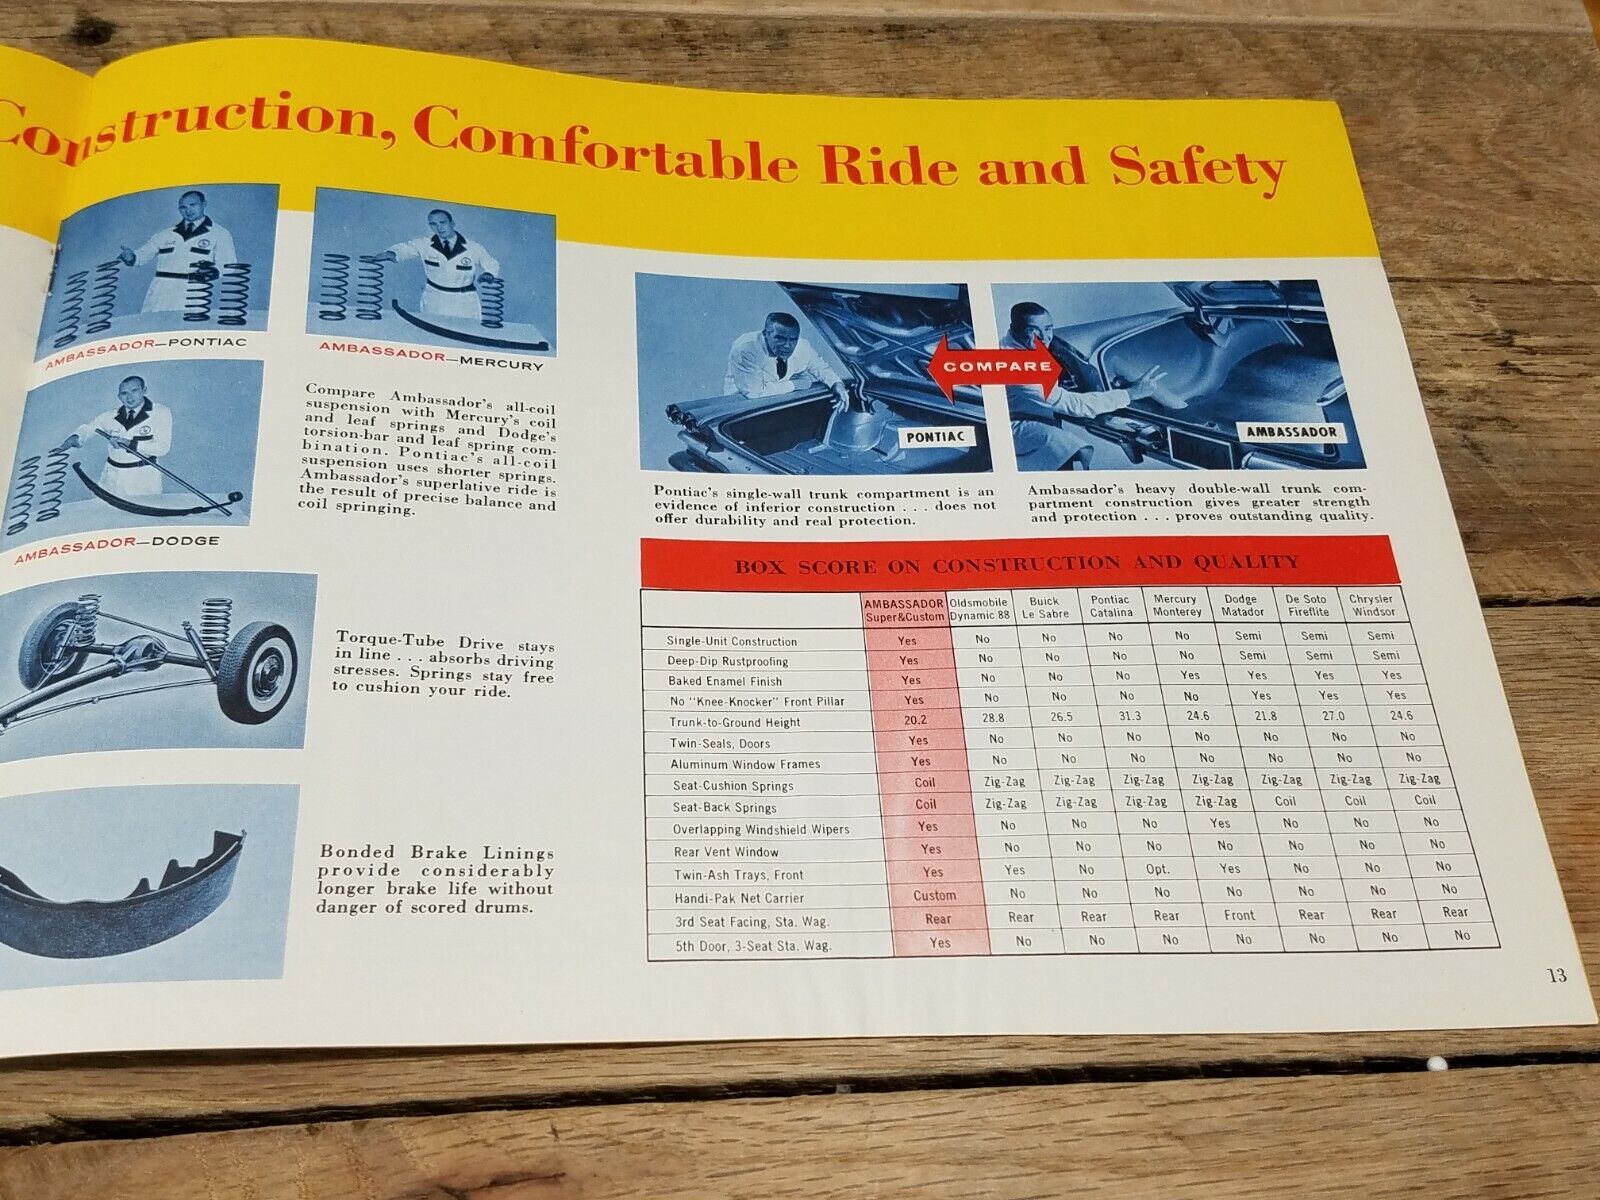 Construction, Comfortable Ride and Safety
AMBASSADOR—PONTIAC
AMBASSADOR—MERCURY
AMBASSADOR—DODGE
Compare Ambassador's all-coil
suspension with Mercury's coil
and leaf springs and Dodge's
torsion-bar and leaf spring com-
bination. Pontiac's all-coil
suspension uses shorter springs.
Ambassador's superlative ride is
the result of precise balance and
coil springing.
Torque-Tube Drive stays
in line . . . absorbs driving
stresses. Springs stay free
to cushion your ride.
Bonded Brake Linings
provide considerably
longer brake life without
danger of scored drums.
COMPARE
PONTIAC
AMBASSADOR
Pontiac's single-wall trunk compartment is an
evidence of inferior construction . . . does not
offer durability and real protection.
Ambassador's heavy double-wall trunk com-
partment construction gives greater strength
and protection . . . proves outstanding quality.
BOX SCORE ON CONSTRUCTION AND QUALITY
AMBASSADOR Super&Custom Oldsmobile Dynamic 88 Buick Le Sabre Pontiac Catalina Mercury Monterey Dodge Matador De Soto Fireflite Chrysler Windsor
Single-Unit Construction Yes No No No No Semi Semi Semi
Deep-Dip Rustproofing Yes No No No No Semi Semi Semi
Baked Enamel Finish Yes No No No Yes Yes Yes Yes
No "Knee-Knocker" Front Pillar Yes No No No No Yes Yes Yes
Trunk-to-Ground Height 20.2 28.8 26.5 31.3 24.6 21.8 27.0 24.6
Twin-Seals, Doors Yes No No No No No No No
Aluminum Window Frames Yes No No No No No No No
Seat-Cushion Springs Coil Zig-Zag Zig-Zag Zig-Zag Zig-Zag Zig-Zag Zig-Zag Zig-Zag
Seat-Back Springs Coil Zig-Zag Zig-Zag Zig-Zag Zig-Zag Coil Coil Coil
Overlapping Windshield Wipers Yes No No No Yes No No No
Rear Vent Window Yes No No No No No No No
Twin-Ash Trays, Front Yes Yes No Opt. Yes No No No
Handi-Pak Net Carrier Custom No No No No No No No
3rd Seat Facing, Sta. Wag. Rear Rear Rear Rear Front Rear Rear Rear
5th Door, 3-Seat Sta. Wag. Yes No No No No No No No
13